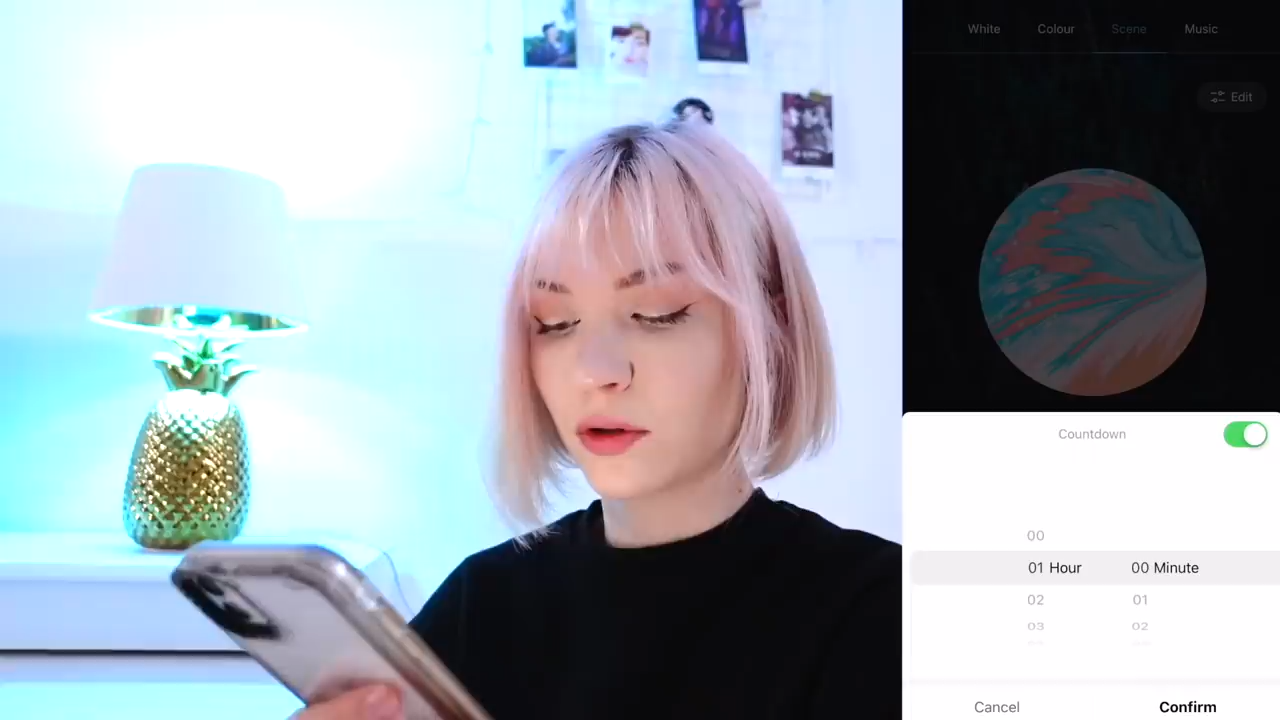 White Colour Scene Music
Edit
Countdown
00
01 Hour 00 Minute
02 01
03 02
Cancel Confirm